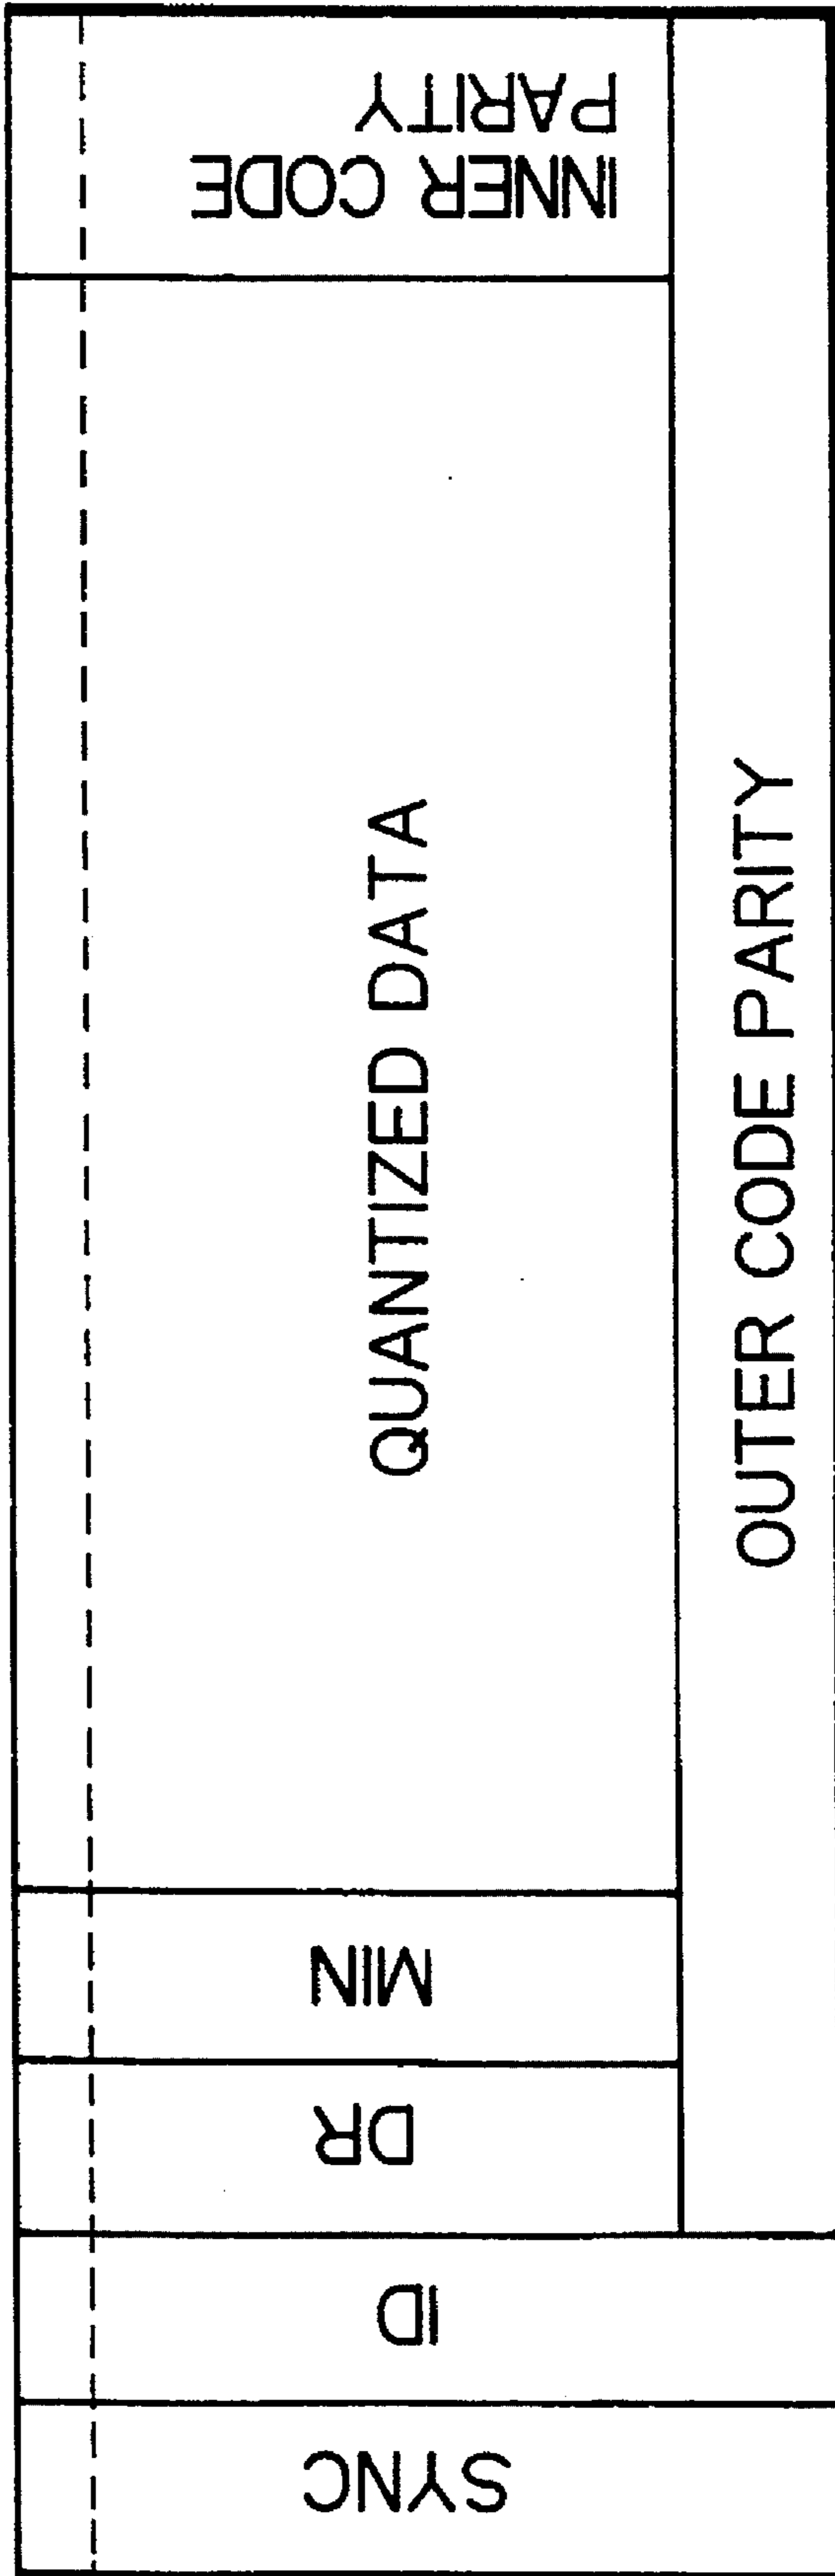 SYNC
ID
DR
MIN
QUANTIZED DATA
INNER CODE
PARITY
OUTER CODE PARITY